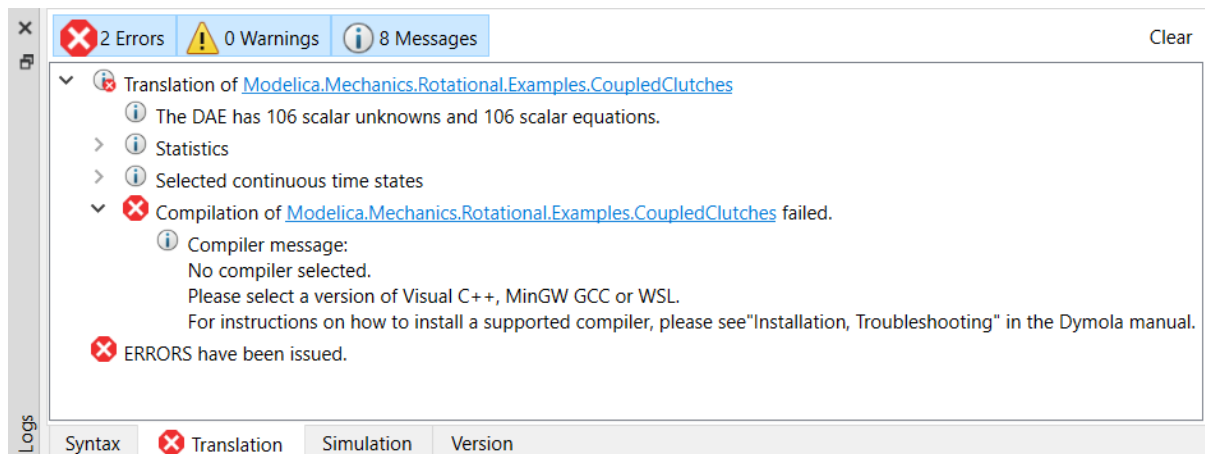 2 Errors 0 Warnings 8 Messages Clear
Translation of Modelica.Mechanics.Rotational.Examples.CoupledClutches
The DAE has 106 scalar unknowns and 106 scalar equations.
Statistics
Selected continuous time states
Compilation of Modelica.Mechanics.Rotational.Examples.CoupledClutches failed.
Compiler message:
No compiler selected.
Please select a version of Visual C++, MinGW GCC or WSL.
For instructions on how to install a supported compiler, please see"Installation, Troubleshooting" in the Dymola manual.
ERRORS have been issued.
Logs
Syntax Translation Simulation Version